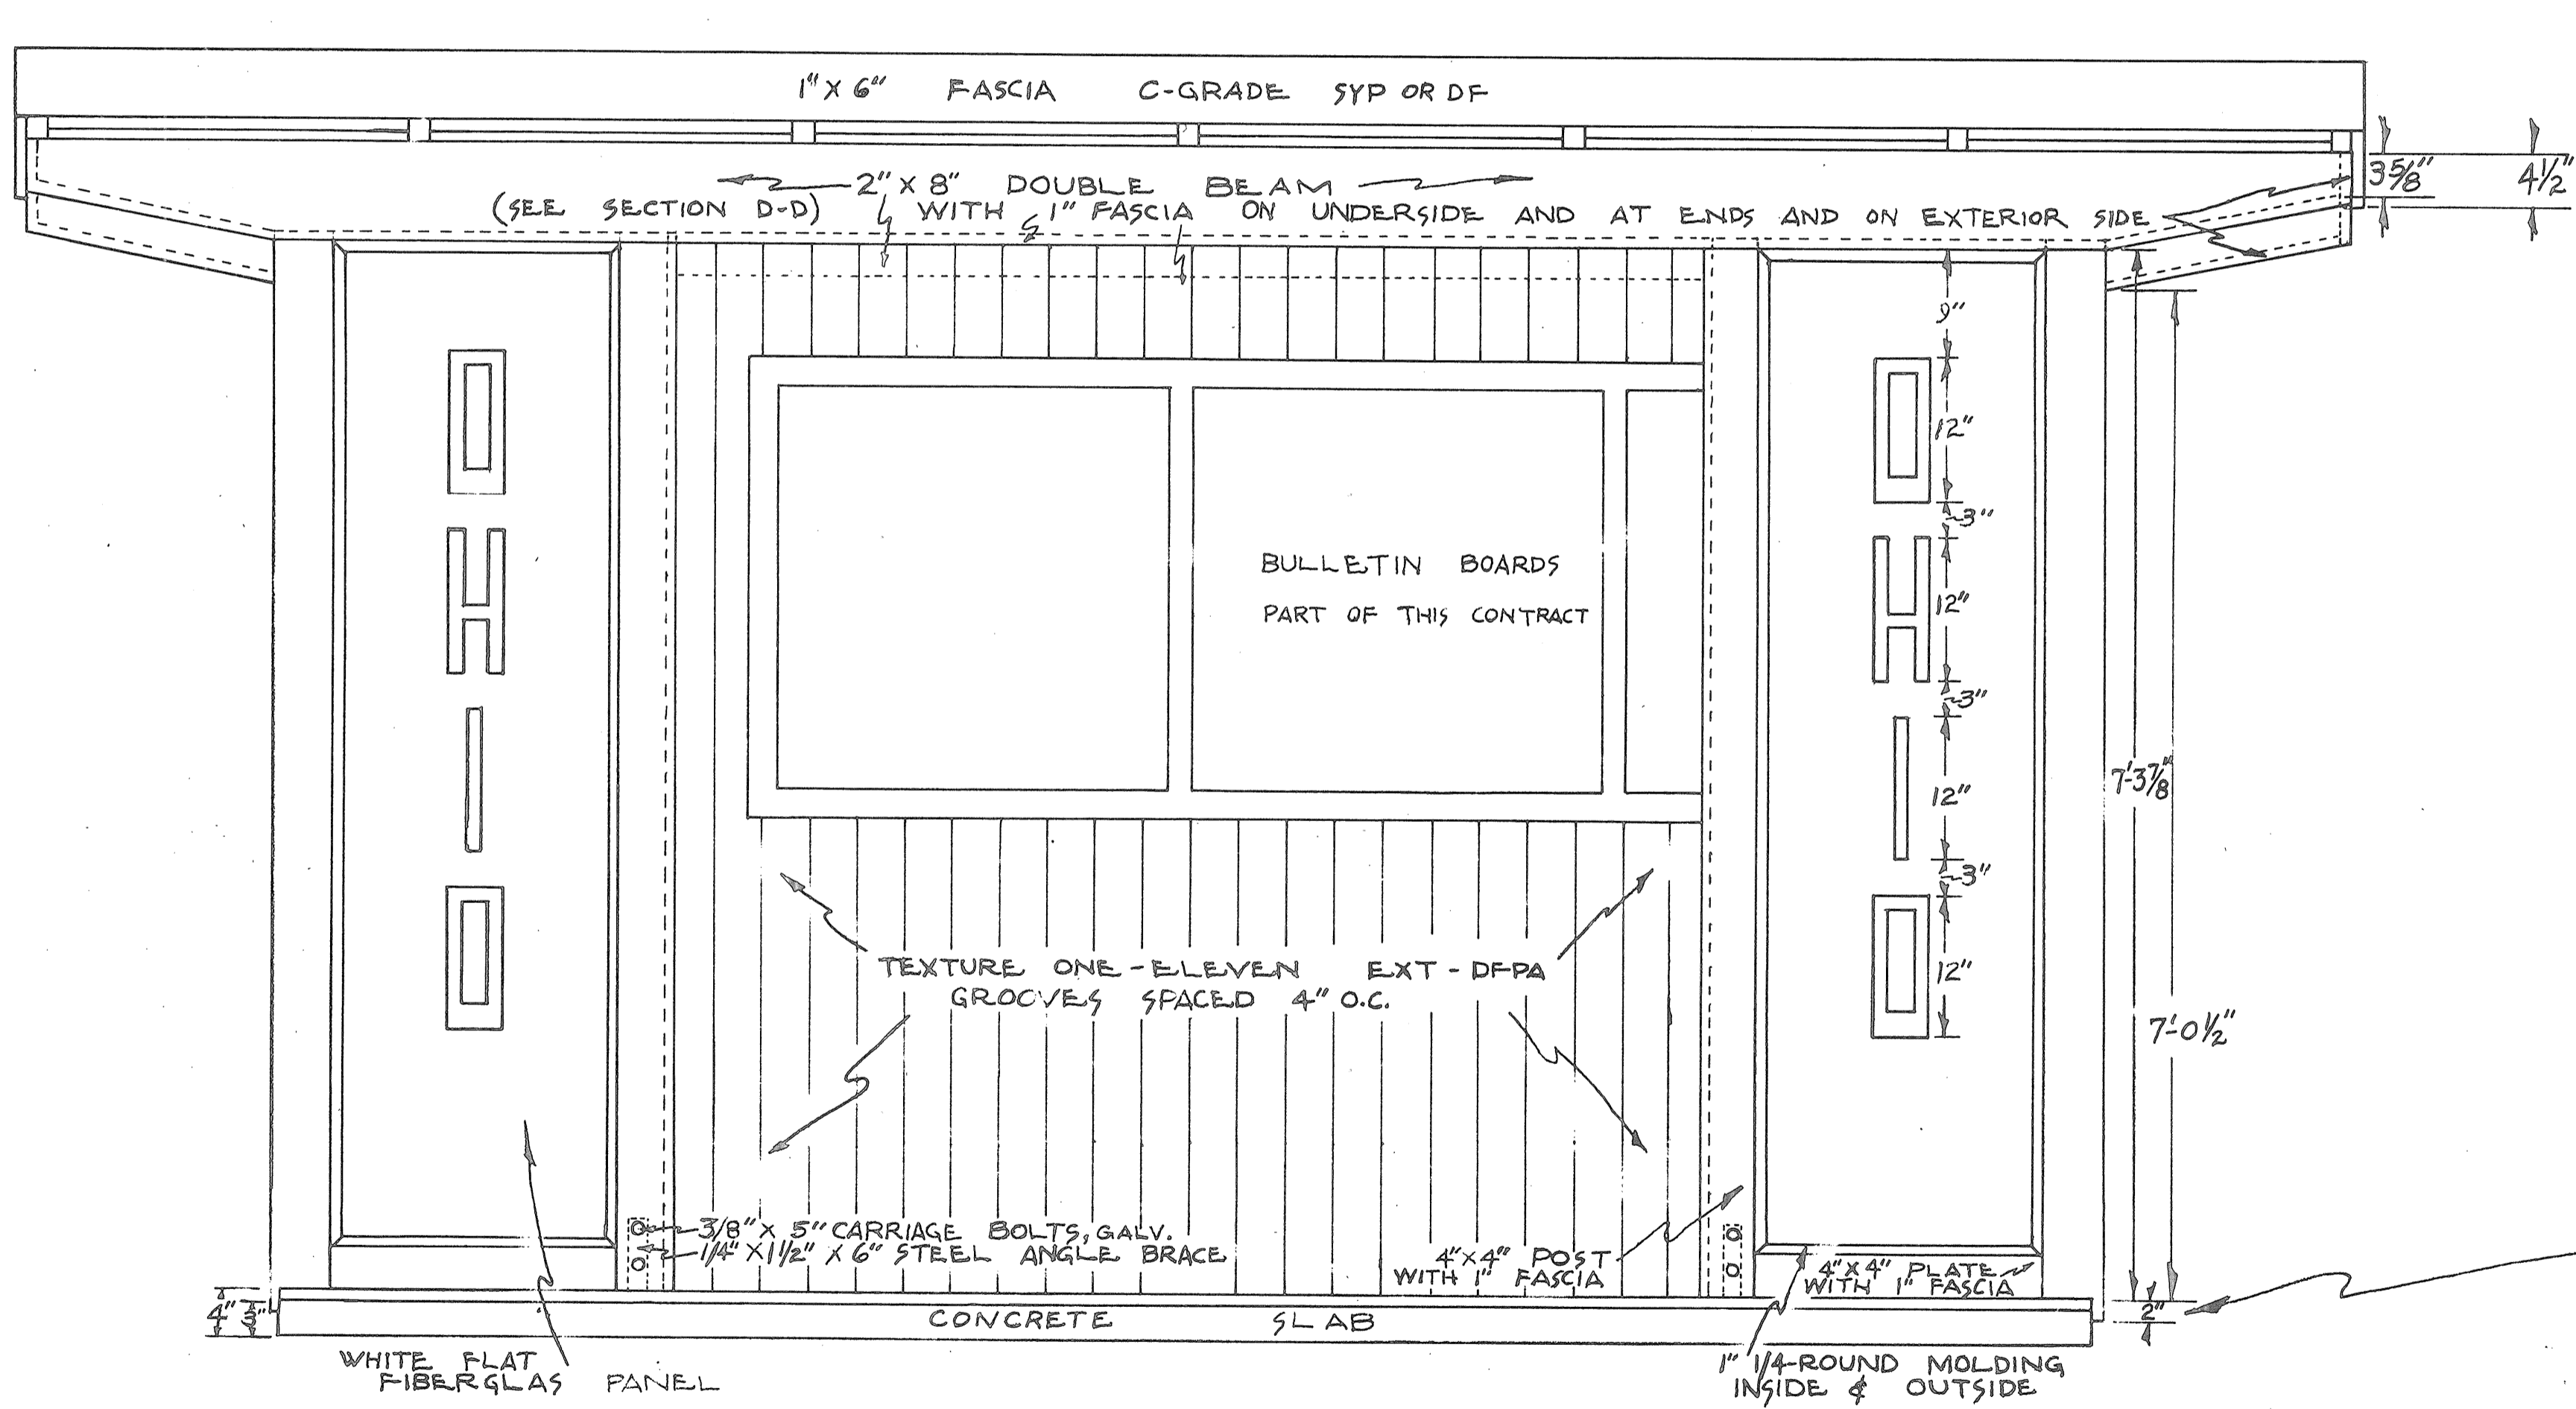 1" X 6" FASCIA C-GRADE SYP OR DF
3 5/8"
4 1/2"
2" X 8" DOUBLE BEAM
(SEE SECTION D-D) WITH 1" FASCIA ON UNDERSIDE AND AT ENDS AND ON EXTERIOR SIDE
9"
12"
3"
12"
3"
12"
3"
12"
OHIO
OHIO
BULLETIN BOARDS
PART OF THIS CONTRACT
7'-3 7/8"
7'-0 1/2"
TEXTURE ONE-ELEVEN EXT-DFPA
GROOVES SPACED 4" O.C.
3/8" X 5" CARRIAGE BOLTS, GALV.
1/4" X 1 1/2" X 6" STEEL ANGLE BRACE
4" X 4" POST
WITH 1" FASCIA
4" X 4" PLATE
WITH 1" FASCIA
4"
3"
CONCRETE SLAB
2"
WHITE FLAT
FIBERGLAS PANEL
1" 1/4-ROUND MOLDING
INSIDE & OUTSIDE